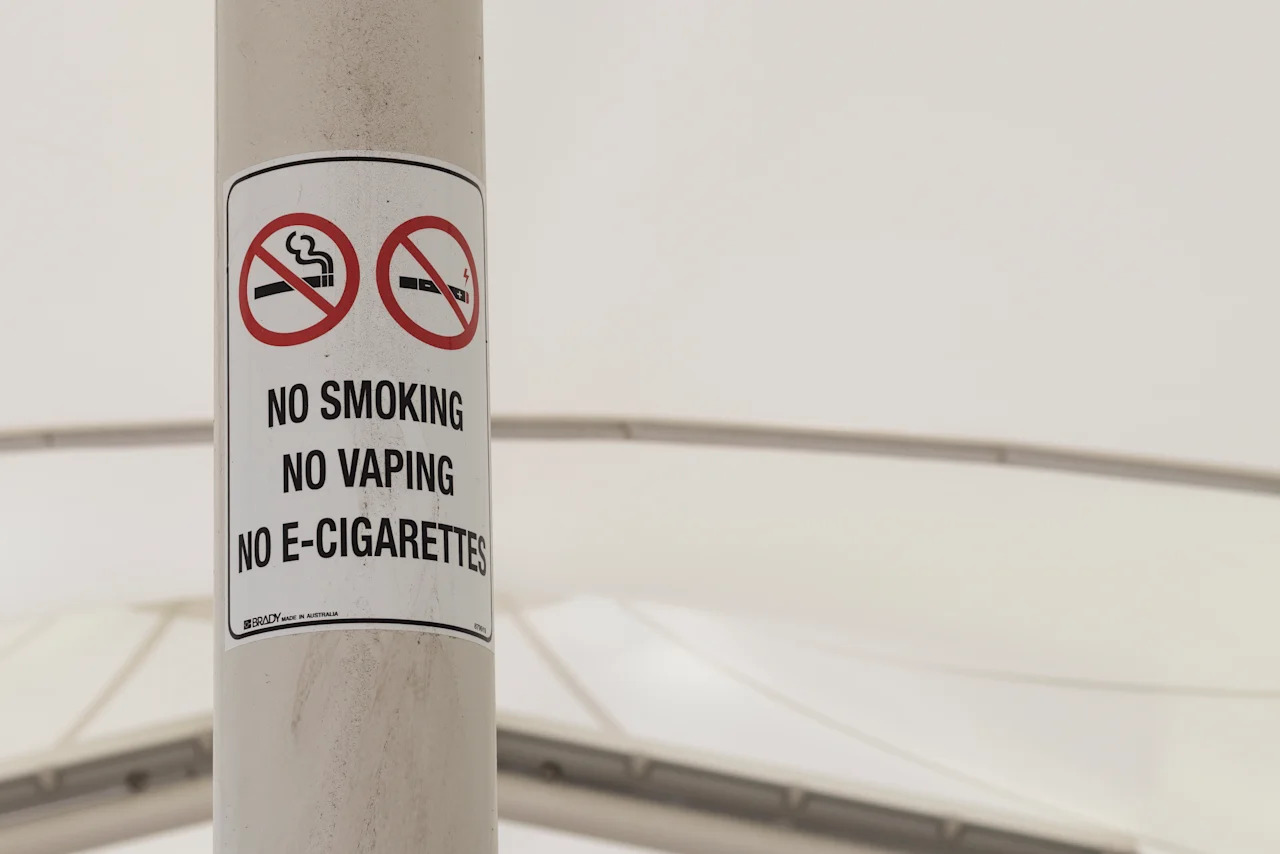 NO SMOKING
NO VAPING
NO E-CIGARETTES
BRADY MADE IN AUSTRALIA